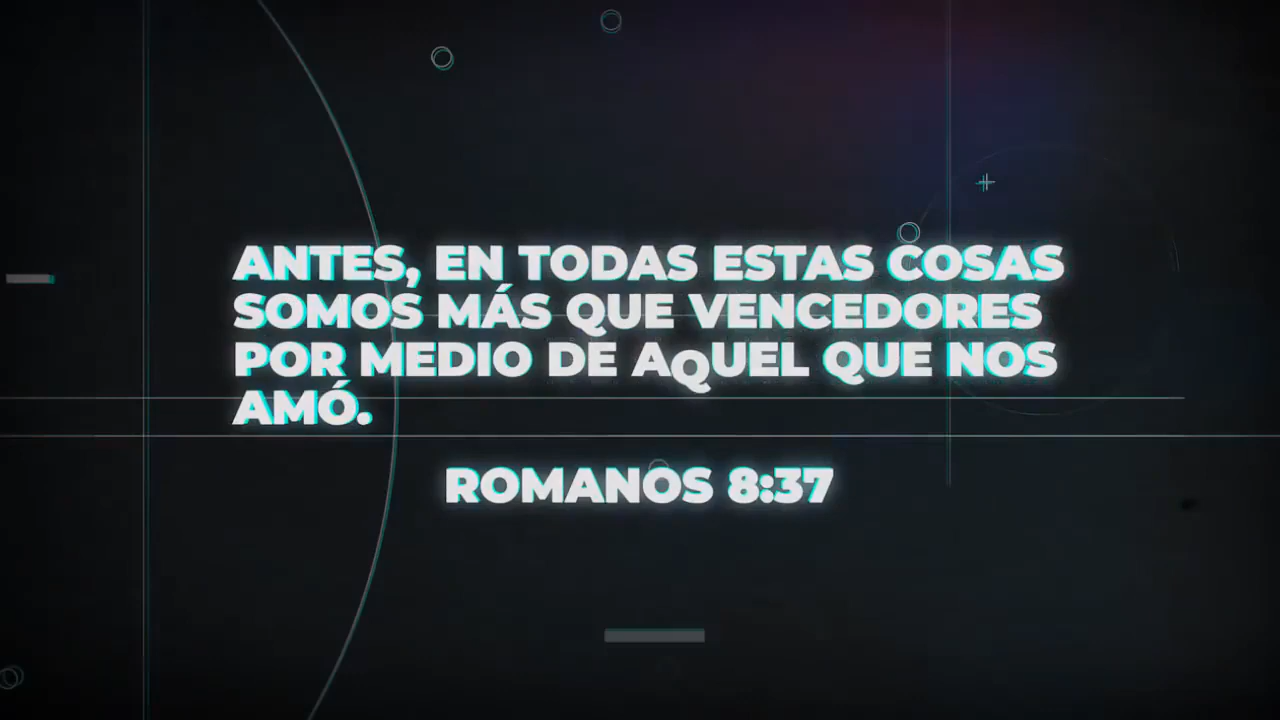 ANTES, EN TODAS ESTAS COSAS
SOMOS MÁS QUE VENCEDORES
POR MEDIO DE AQUEL QUE NOS
AMÓ.
ROMANOS 8:37